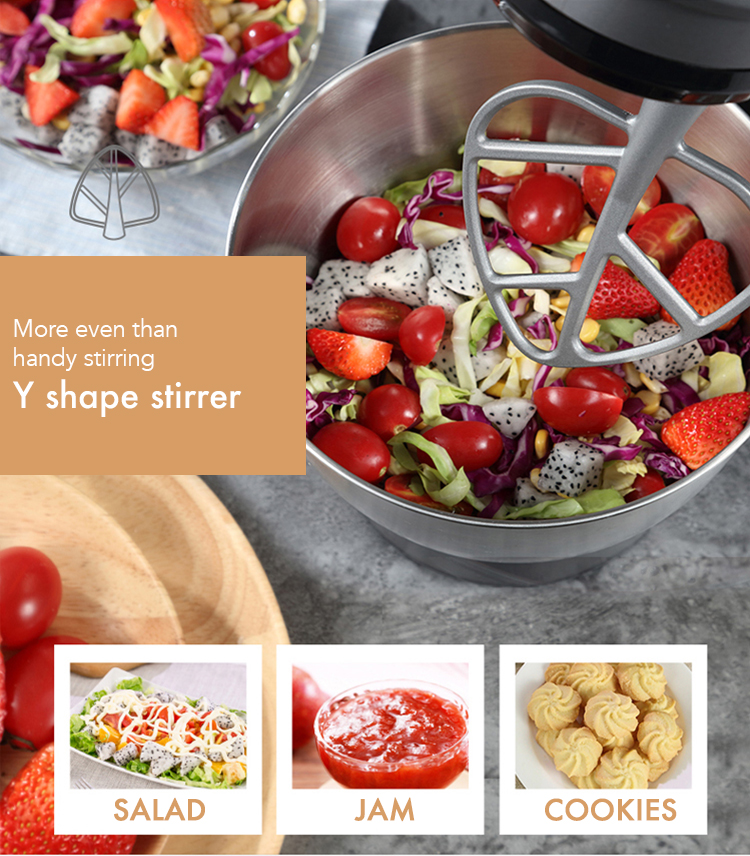 More even than
handy stirring
Y shape stirrer
SALAD
JAM
COOKIES